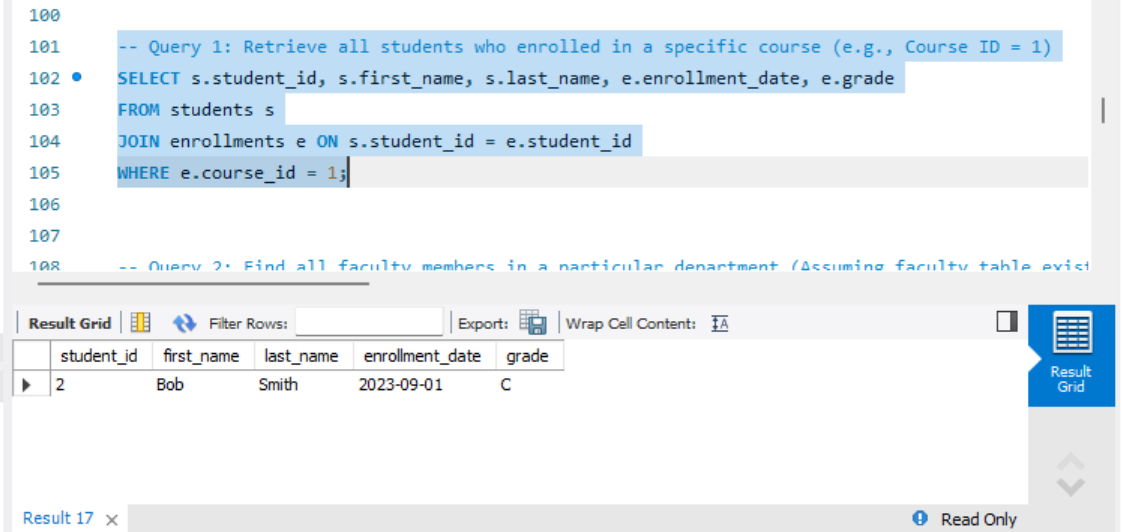 100
101 -- Query 1: Retrieve all students who enrolled in a specific course (e.g., Course ID = 1)
102 SELECT s.student_id, s.first_name, s.last_name, e.enrollment_date, e.grade
103 FROM students s
104 JOIN enrollments e ON s.student_id = e.student_id
105 WHERE e.course_id = 1;
106
107
108 -- Query 2: Find all faculty members in a particular department (Assuming faculty table exist
Result Grid Filter Rows: Export: Wrap Cell Content:
student_id first_name last_name enrollment_date grade
2 Bob Smith 2023-09-01 C
Result
Grid
Result 17 Read Only